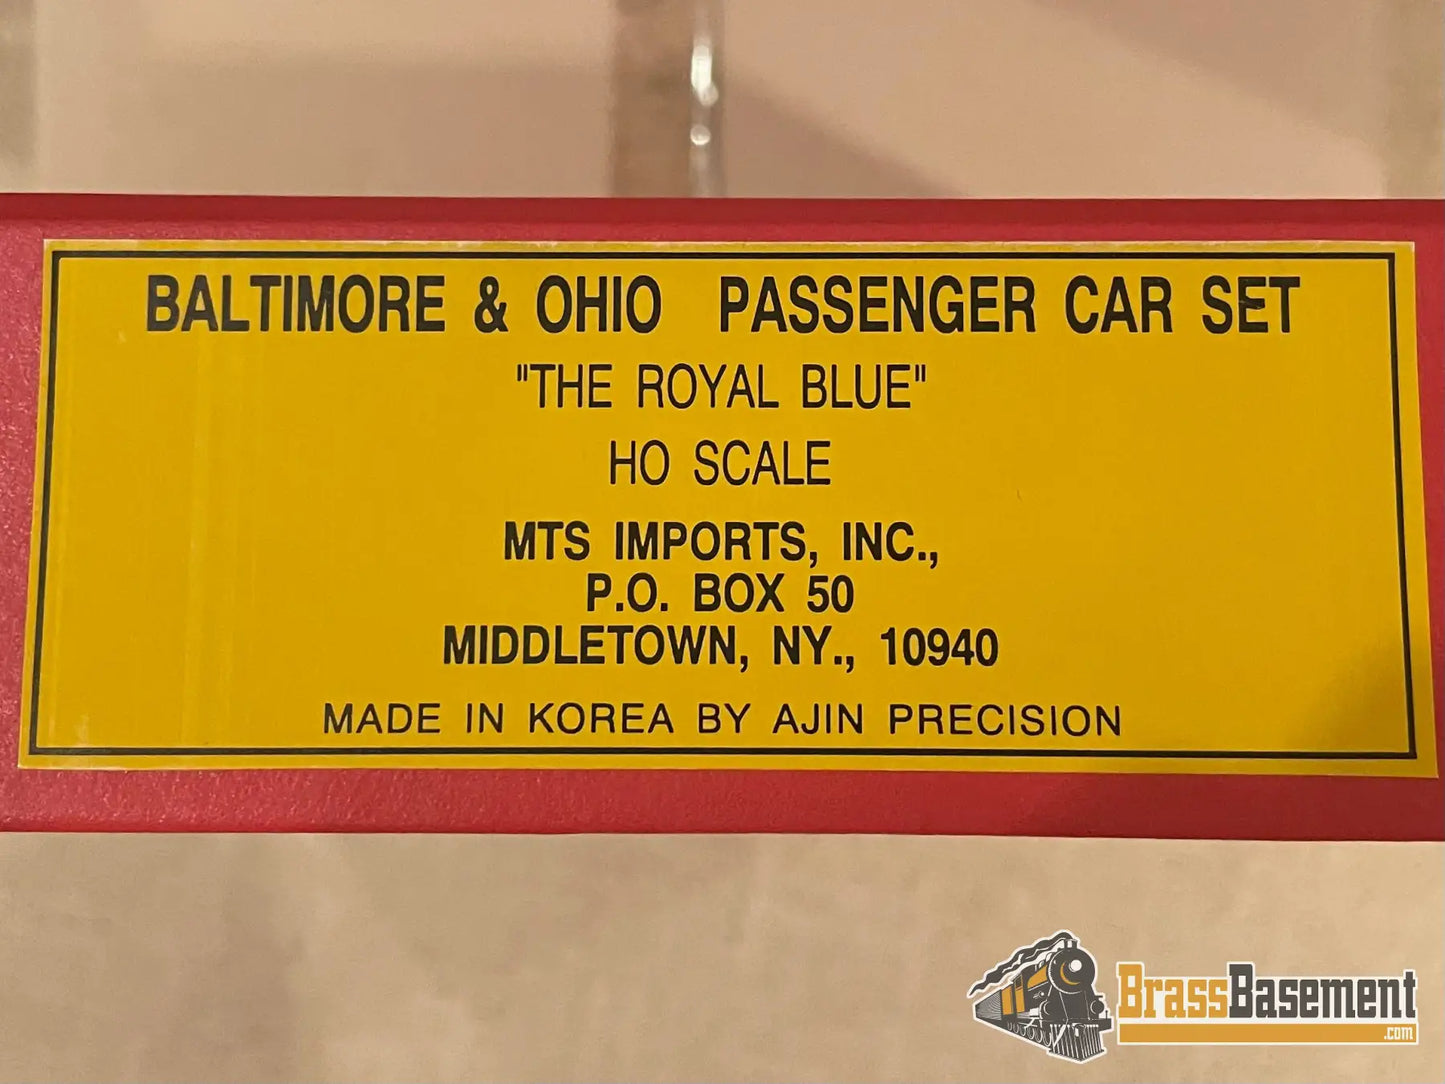 BALTIMORE & OHIO PASSENGER CAR SET
"THE ROYAL BLUE"
HO SCALE
MTS IMPORTS, INC.,
P.O. BOX 50
MIDDLETOWN, NY., 10940
MADE IN KOREA BY AJIN PRECISION
BrassBasement
.com